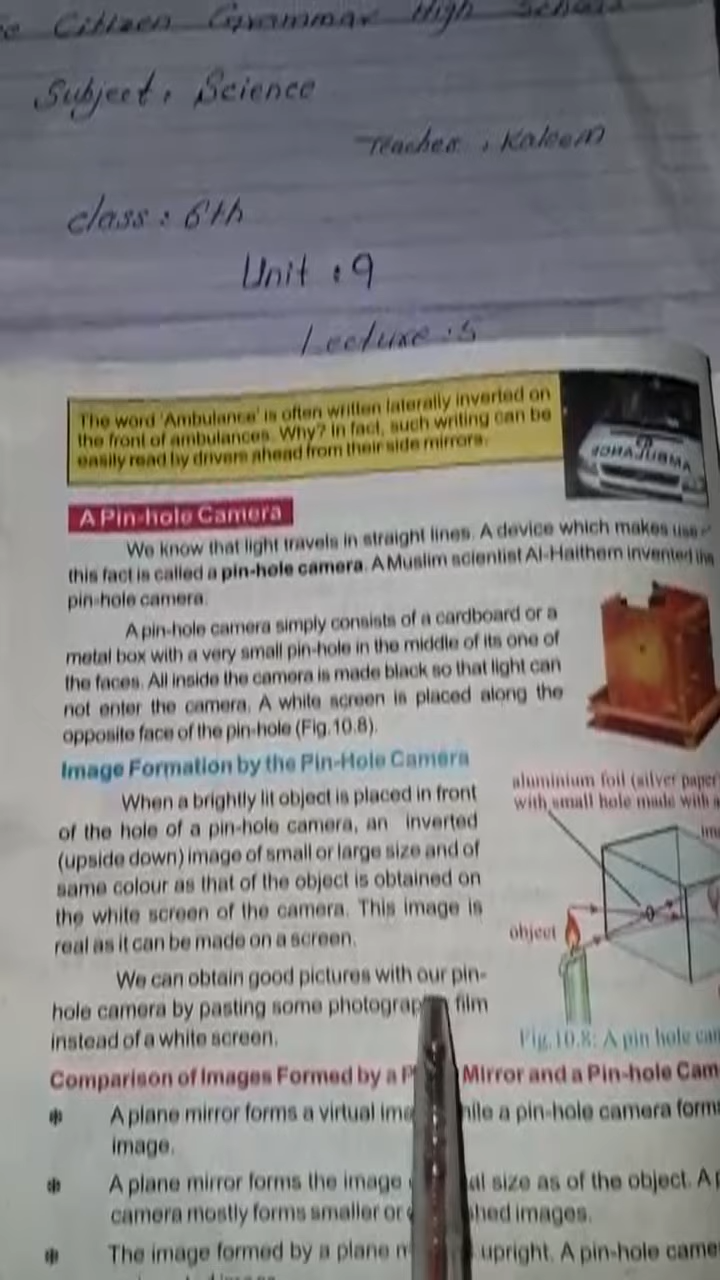 Citizen Grammar High School
Subject : Science
Teacher : Kaleem
class : 6th
Unit : 9
Lecture : 5
The word 'Ambulance' is often written laterally inverted on
the front of ambulances. Why? In fact, such writing can be
easily read by drivers ahead from their side mirrors.
A Pin-hole Camera
We know that light travels in straight lines. A device which makes use
this fact is called a pin-hole camera. A Muslim scientist Al-Haithem invented the
pin-hole camera.
A pin-hole camera simply consists of a cardboard or a
metal box with a very small pin-hole in the middle of its one of
the faces. All inside the camera is made black so that light can
not enter the camera. A white screen is placed along the
opposite face of the pin-hole (Fig.10.8).
Image Formation by the Pin-Hole Camera
When a brightly lit object is placed in front
of the hole of a pin-hole camera, an inverted
(upside down) image of small or large size and of
same colour as that of the object is obtained on
the white screen of the camera. This image is
real as it can be made on a screen.
aluminium foil (silver paper
with small hole made with a
object
We can obtain good pictures with our pin-
hole camera by pasting some film
instead of a white screen.
Fig.10.8: A pin hole
Comparison of Images Formed by a Mirror and a Pin-hole
* A plane mirror forms a virtual a pin-hole camera
image.
* A plane mirror forms the image size as of the object. A
camera mostly forms smaller or images.
* The image formed by a plane upright. A pin-hole